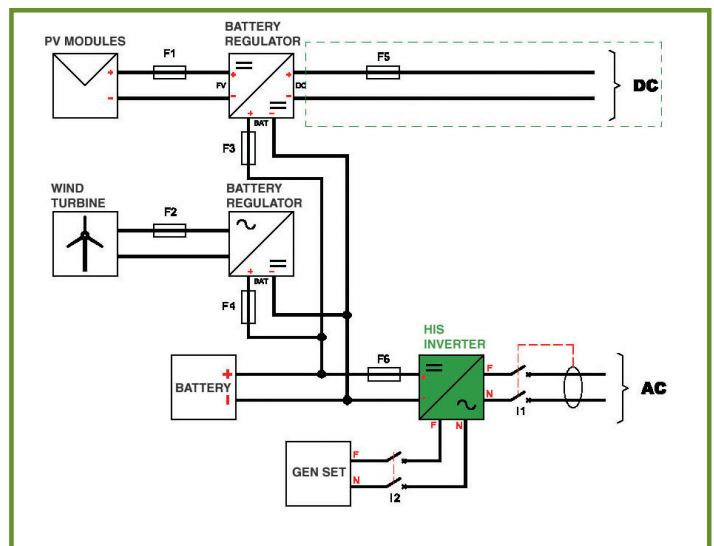 PV MODULES
F1
BATTERY
REGULATOR
F5
+
-
FV
+
-
+
-
DC
DC
+
-
BAT
F3
WIND
TURBINE
F2
BATTERY
REGULATOR
+
-
BAT
F4
BATTERY
+
-
F6
HIS
INVERTER
+
-
F
N
I1
AC
F
N
GEN SET
F
N
I2